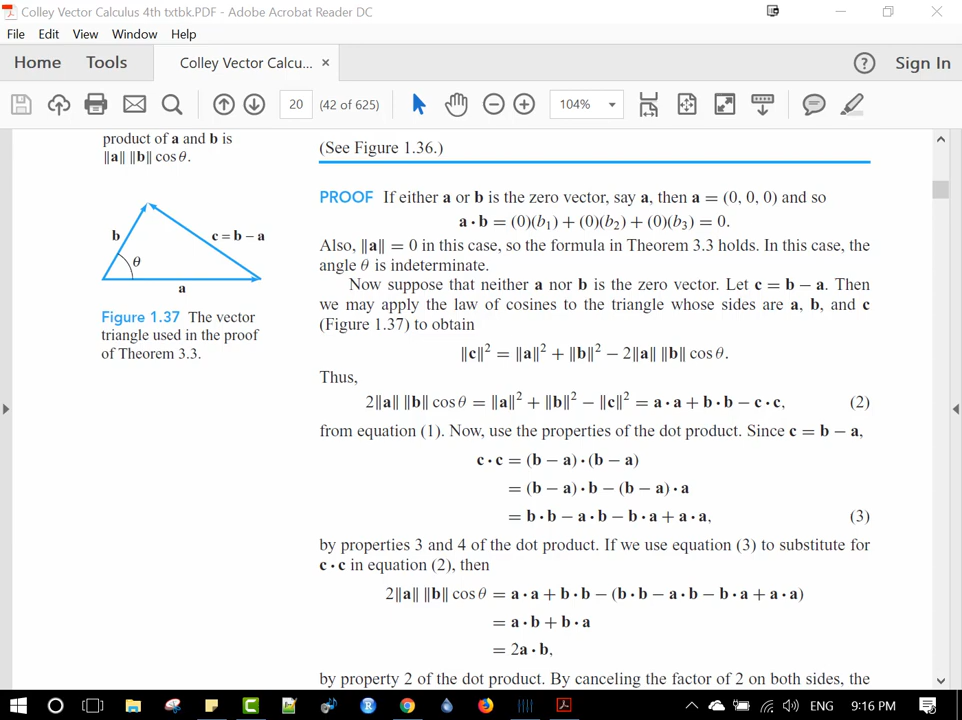 Colley Vector Calculus 4th txtbk.PDF - Adobe Acrobat Reader DC
File Edit View Window Help
Home Tools Colley Vector Calcu... × Sign In
20 (42 of 625) 104%
product of a and b is
‖a‖ ‖b‖ cos θ.
b
c = b − a
θ
a
Figure 1.37 The vector
triangle used in the proof
of Theorem 3.3.
(See Figure 1.36.)
PROOF If either a or b is the zero vector, say a, then a = (0, 0, 0) and so
a · b = (0)(b₁) + (0)(b₂) + (0)(b₃) = 0.
Also, ‖a‖ = 0 in this case, so the formula in Theorem 3.3 holds. In this case, the
angle θ is indeterminate.
Now suppose that neither a nor b is the zero vector. Let c = b − a. Then
we may apply the law of cosines to the triangle whose sides are a, b, and c
(Figure 1.37) to obtain
‖c‖² = ‖a‖² + ‖b‖² − 2‖a‖ ‖b‖ cos θ.
Thus,
2‖a‖ ‖b‖ cos θ = ‖a‖² + ‖b‖² − ‖c‖² = a · a + b · b − c · c, (2)
from equation (1). Now, use the properties of the dot product. Since c = b − a,
c · c = (b − a) · (b − a)
= (b − a) · b − (b − a) · a
= b · b − a · b − b · a + a · a, (3)
by properties 3 and 4 of the dot product. If we use equation (3) to substitute for
c · c in equation (2), then
2‖a‖ ‖b‖ cos θ = a · a + b · b − (b · b − a · b − b · a + a · a)
= a · b + b · a
= 2a · b,
by property 2 of the dot product. By canceling the factor of 2 on both sides, the
ENG 9:16 PM